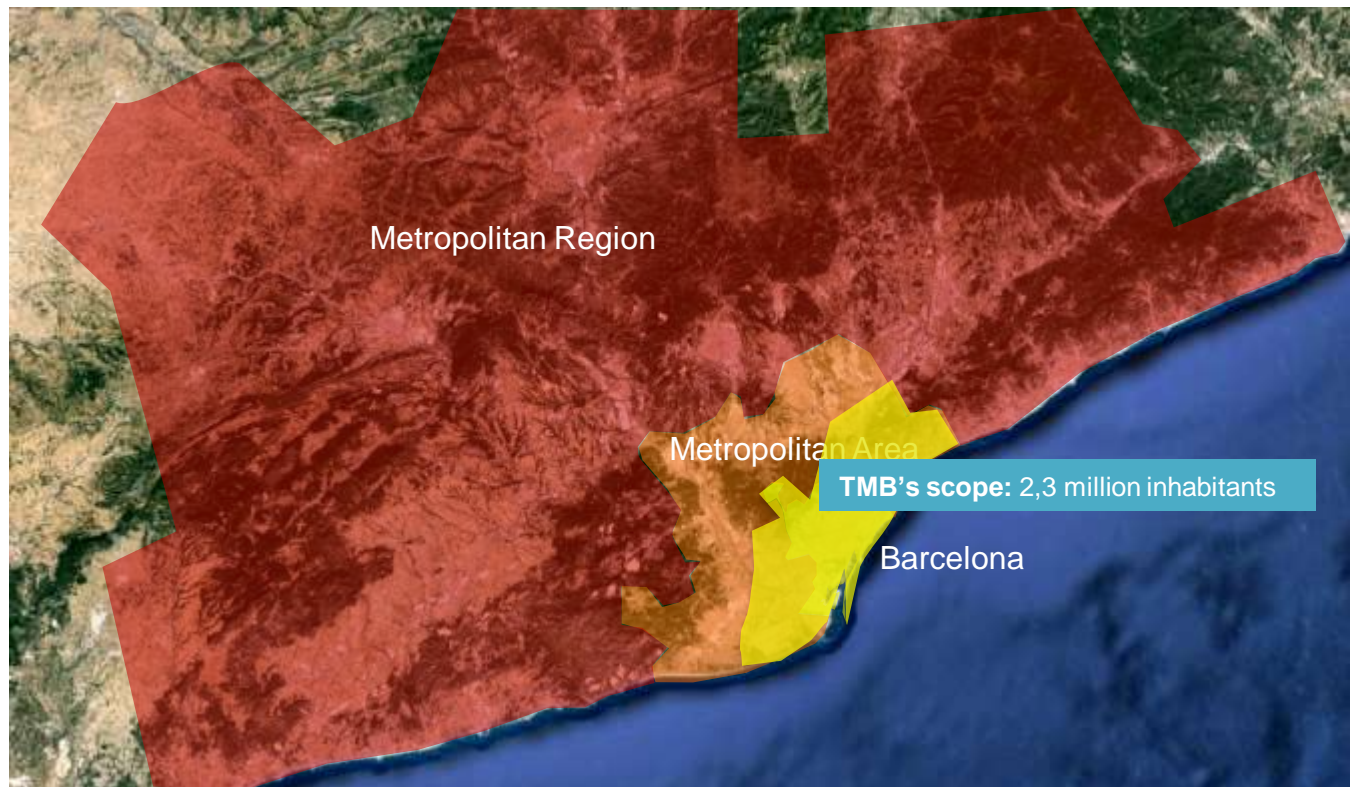 Metropolitan Region
Metropolitan Area
TMB’s scope: 2,3 million inhabitants
Barcelona